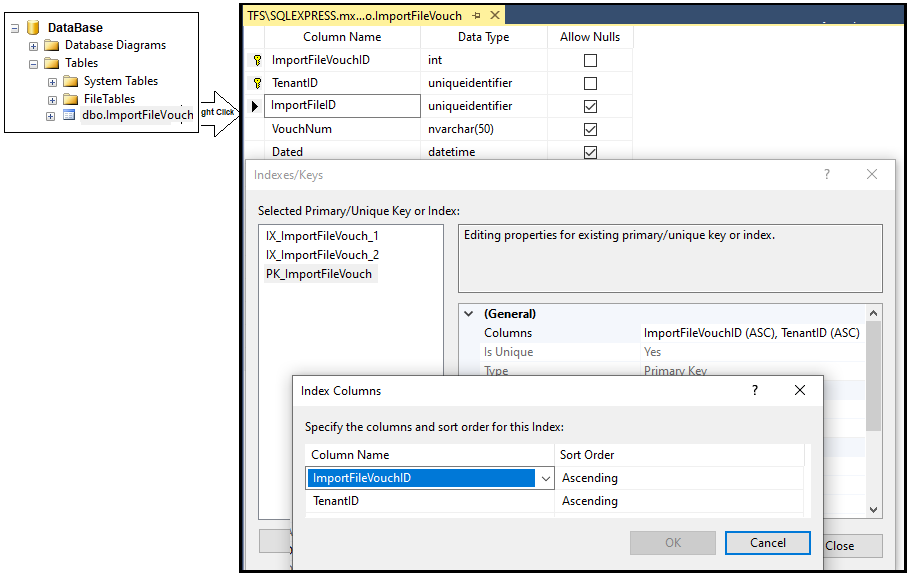 DataBase
Database Diagrams
Tables
System Tables
FileTables
dbo.ImportFileVouch
ght Click
TFS\SQLEXPRESS.mx...o.ImportFileVouch
Column Name Data Type Allow Nulls
ImportFileVouchID int
TenantID uniqueidentifier
ImportFileID uniqueidentifier
VouchNum nvarchar(50)
Dated datetime
Indexes/Keys ?
Selected Primary/Unique Key or Index:
IX_ImportFileVouch_1
IX_ImportFileVouch_2
PK_ImportFileVouch
Editing properties for existing primary/unique key or index.
(General)
Columns ImportFileVouchID (ASC), TenantID (ASC)
Is Unique Yes
Type Primary Key
Index Columns ?
Specify the columns and sort order for this Index:
Column Name Sort Order
ImportFileVouchID Ascending
TenantID Ascending
OK Cancel Close